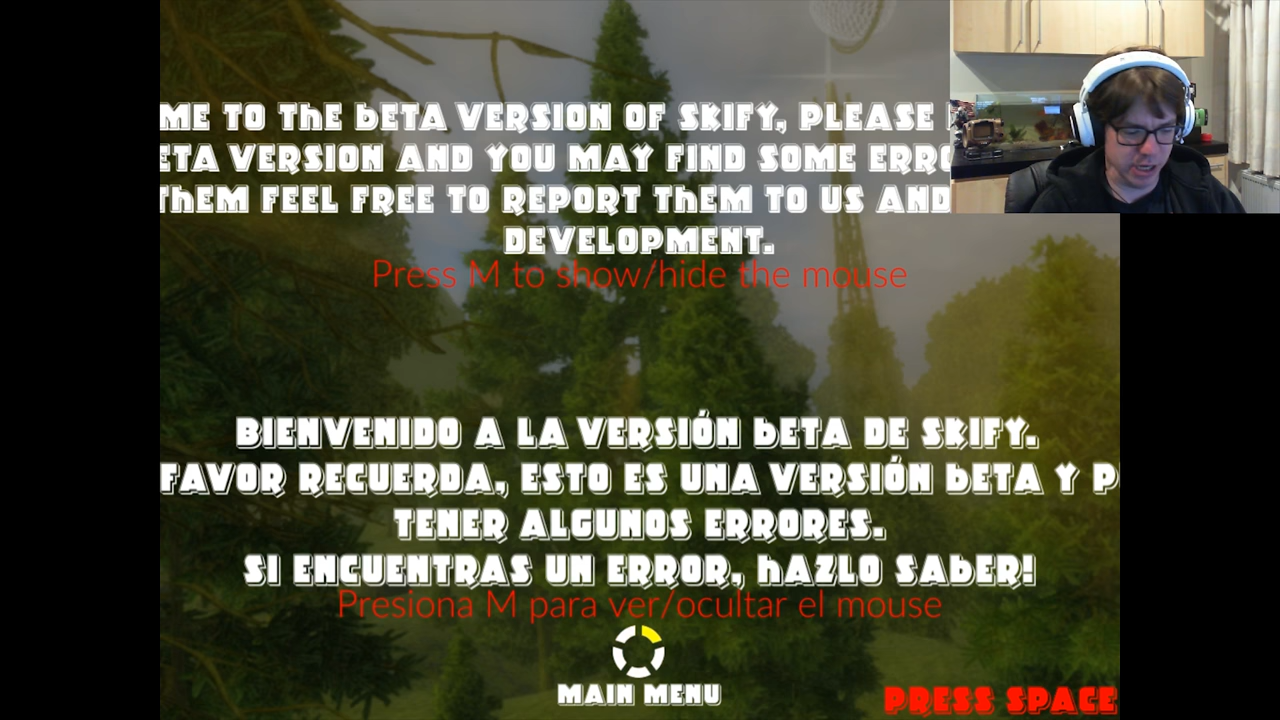 ME TO THE BETA VERSION OF SKIFY, PLEASE
BETA VERSION AND YOU MAY FIND SOME
THEM FEEL FREE TO REPORT THEM TO US AND
DEVELOPMENT.
Press M to show/hide the mouse
BIENVENIDO A LA VERSIÓN BETA DE SKIFY.
FAVOR RECUERDA, ESTO ES UNA VERSIÓN BETA Y P
TENER ALGUNOS ERRORES.
SI ENCUENTRAS UN ERROR, HAZLO SABER!
Presiona M para ver/ocultar el mouse
MAIN MENU
PRESS SPACE